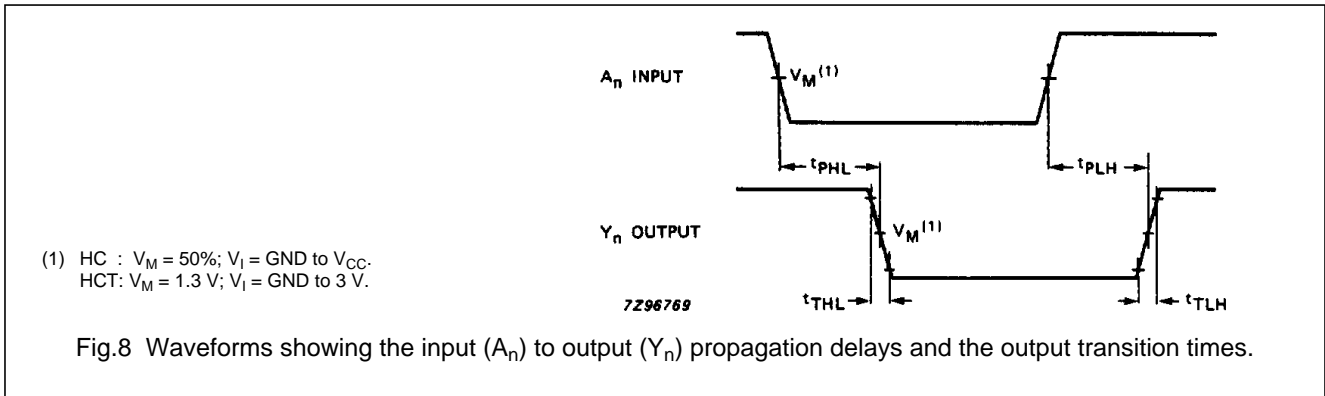 Aₙ INPUT
V_M⁽¹⁾
t_PHL
t_PLH
Yₙ OUTPUT
V_M⁽¹⁾
(1) HC : V_M = 50%; V_I = GND to V_CC.
HCT: V_M = 1.3 V; V_I = GND to 3 V.
7Z96769
t_THL
t_TLH
Fig.8 Waveforms showing the input (Aₙ) to output (Yₙ) propagation delays and the output transition times.